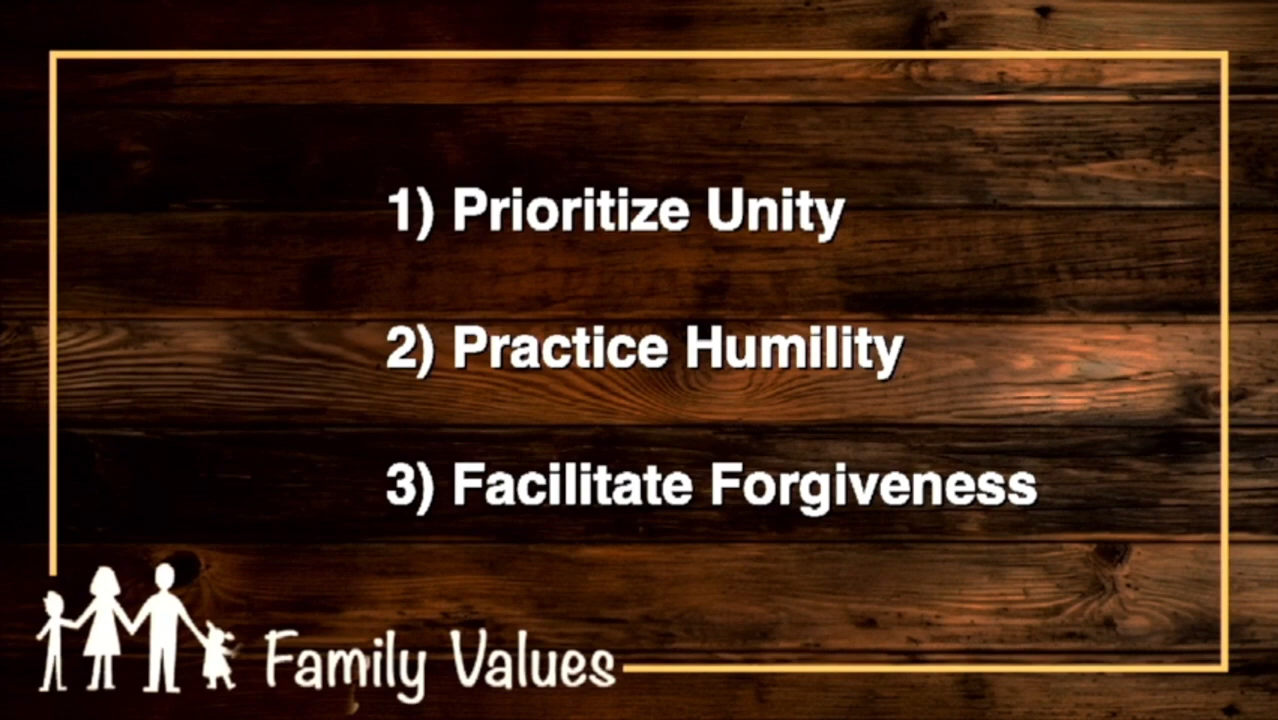 1) Prioritize Unity
2) Practice Humility
3) Facilitate Forgiveness
Family Values